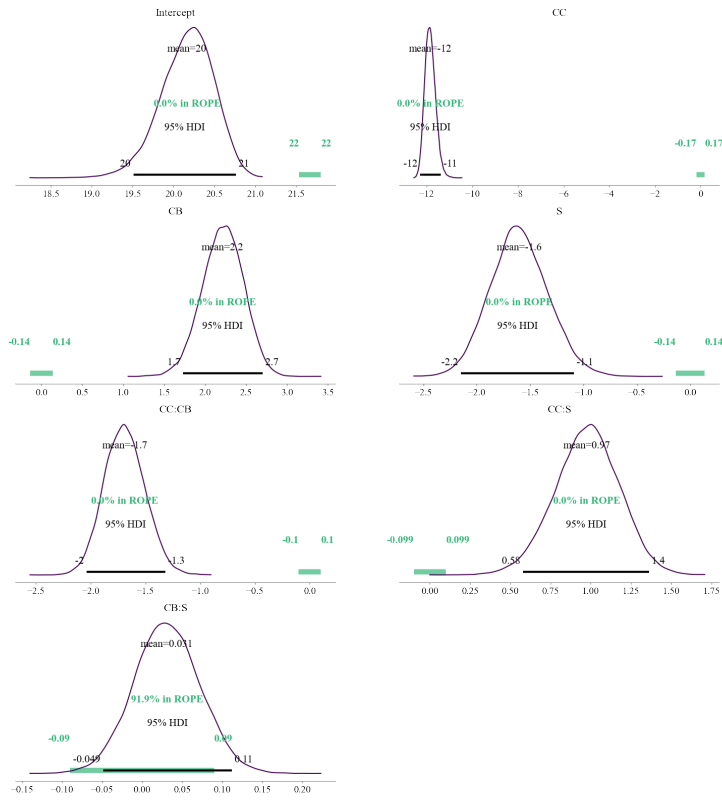 Intercept
mean=20
0.0% in ROPE
95% HDI
22 22
20 21
18.5 19.0 19.5 20.0 20.5 21.0 21.5
CC
mean=-12
0.0% in ROPE
95% HDI
-0.17 0.17
-12 -11
−12 −10 −8 −6 −4 −2 0
CB
mean=2.2
0.0% in ROPE
95% HDI
-0.14 0.14
1.7 2.7
0.0 0.5 1.0 1.5 2.0 2.5 3.0 3.5
S
mean=-1.6
0.0% in ROPE
95% HDI
-0.14 0.14
-2.2 -1.1
−2.5 −2.0 −1.5 −1.0 −0.5 0.0
CC:CB
mean=-1.7
0.0% in ROPE
95% HDI
-0.1 0.1
-2 -1.3
−2.5 −2.0 −1.5 −1.0 −0.5 0.0
CC:S
mean=0.97
0.0% in ROPE
95% HDI
-0.099 0.099
0.58 1.4
0.00 0.25 0.50 0.75 1.00 1.25 1.50 1.75
CB:S
mean=0.031
91.9% in ROPE
95% HDI
-0.09 0.09
-0.049 0.11
−0.15 −0.10 −0.05 0.00 0.05 0.10 0.15 0.20